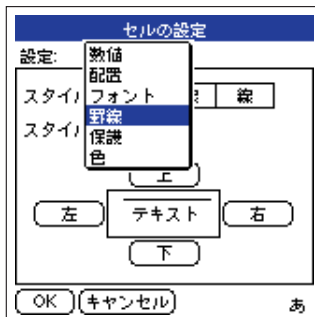 セルの設定
設定:
数値
配置
フォント
罫線
保護
色
スタイル
線
スタイル
上
左
テキスト
右
下
OK
キャンセル
あ